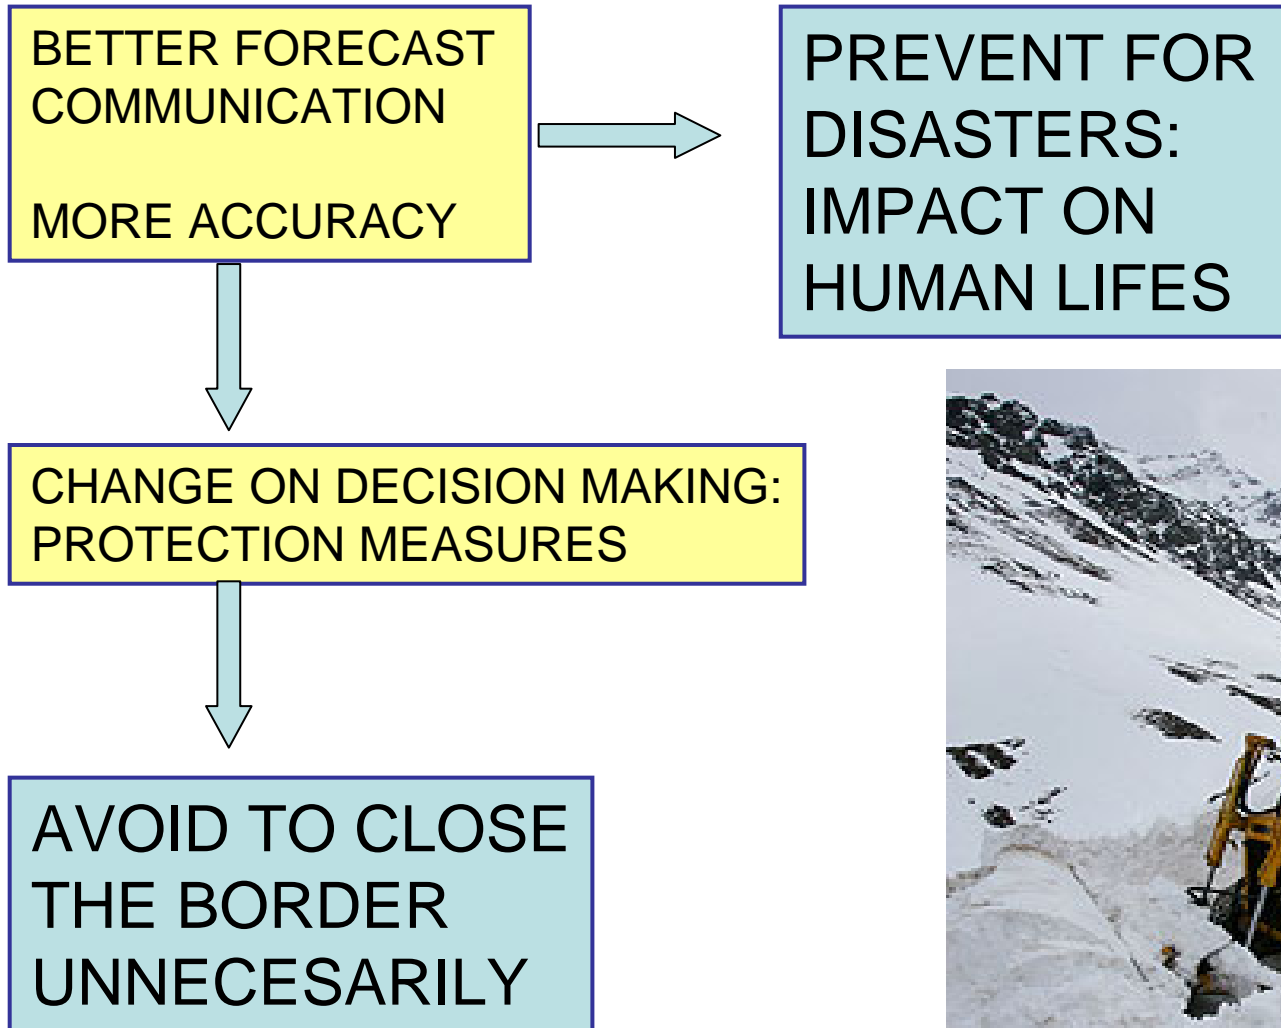 BETTER FORECAST
COMMUNICATION
MORE ACCURACY
PREVENT FOR
DISASTERS:
IMPACT ON
HUMAN LIFES
CHANGE ON DECISION MAKING:
PROTECTION MEASURES
AVOID TO CLOSE
THE BORDER
UNNECESARILY